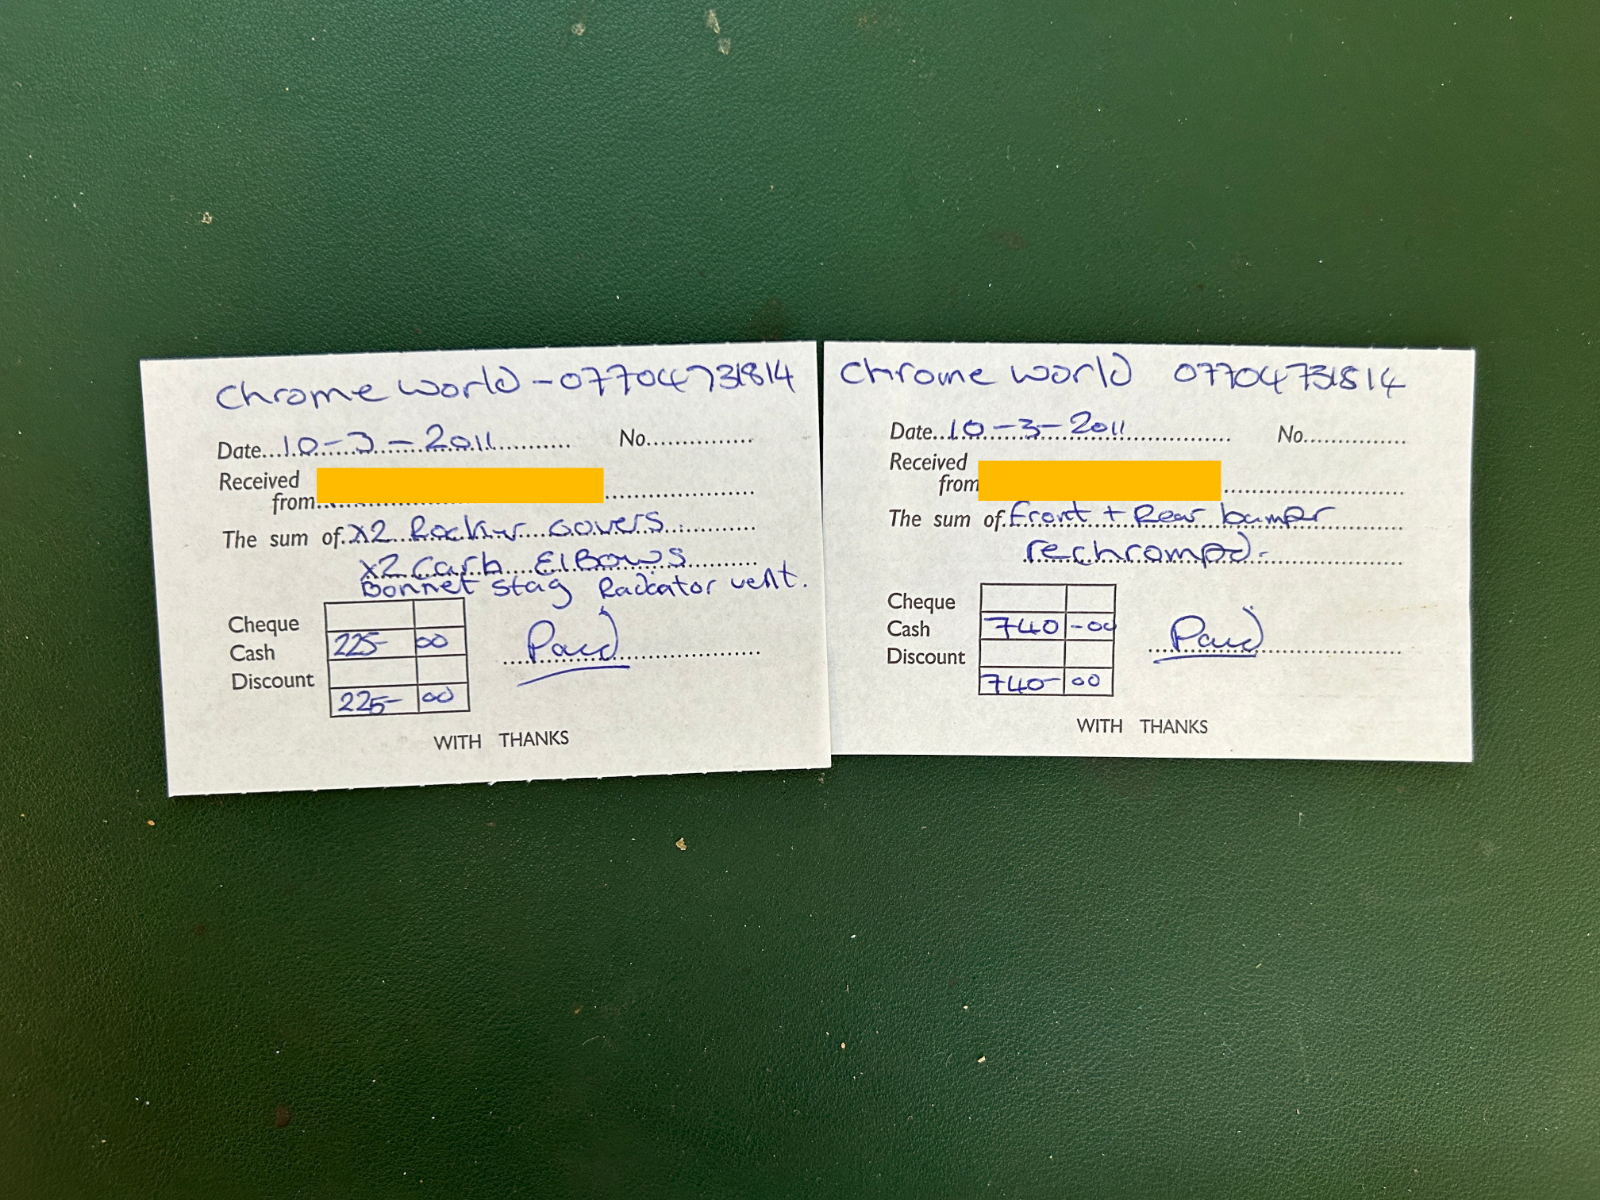 Chrome world - 07704731814
Date 10-3-2011 No.
Received
from
The sum of x2 Rocker Covers
x2 Carb ElBows
Bonnet Stag Radiator vent.
Cheque
Cash 225- 00
Discount
225- 00
Paid
WITH THANKS
Chrome world 07704731814
Date 10-3-2011 No.
Received
from
The sum of front + Rear bumper
rechromed.
Cheque
Cash 740 -00
Discount
740- 00
Paid
WITH THANKS